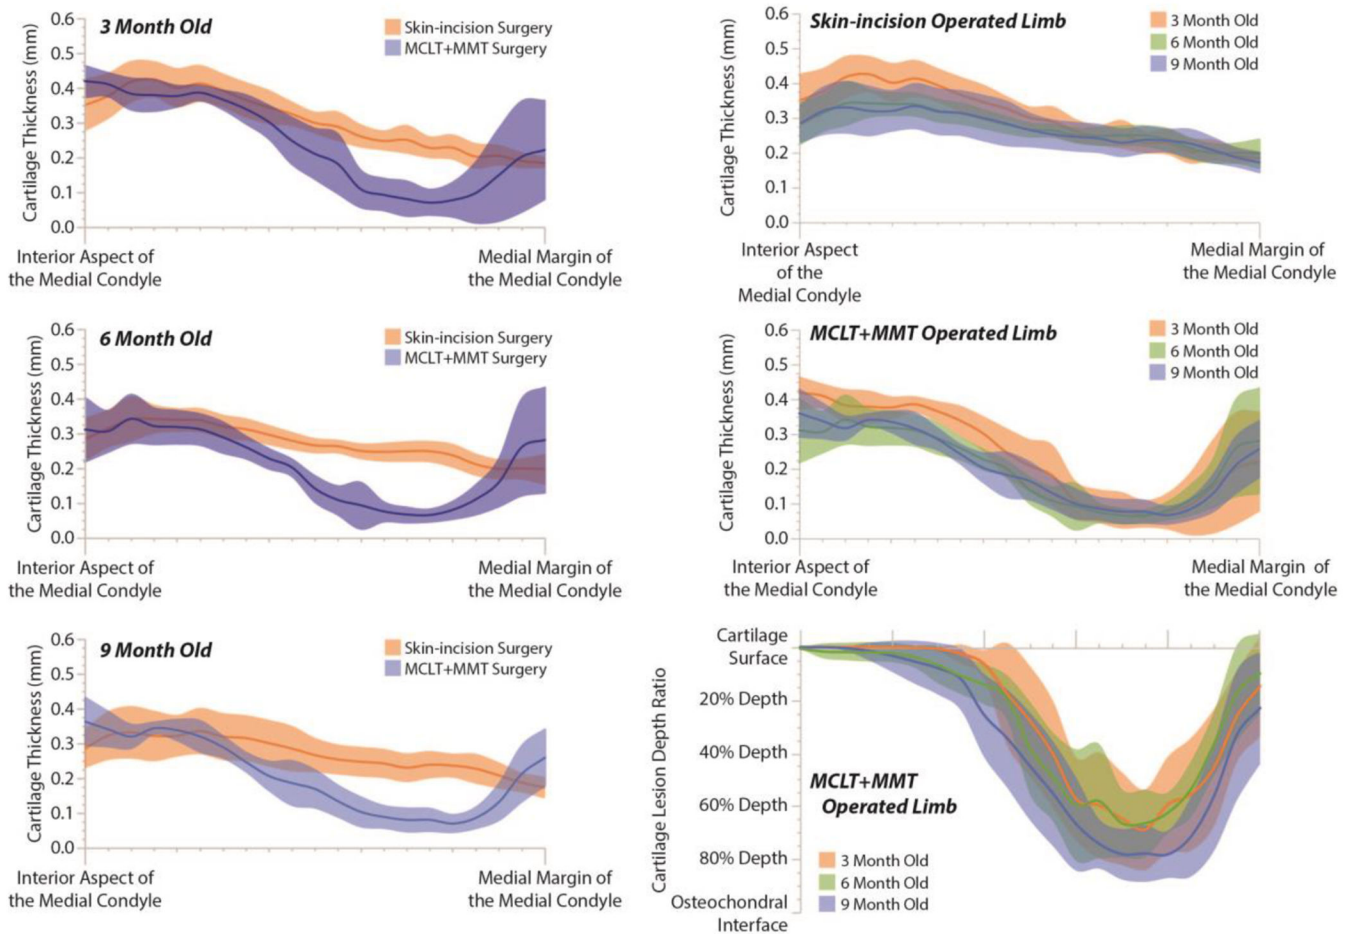 3 Month Old
Skin-incision Surgery
MCLT+MMT Surgery
Cartilage Thickness (mm)
0.6
0.5
0.4
0.3
0.2
0.1
0.0
Interior Aspect of
the Medial Condyle
Medial Margin of
the Medial Condyle
6 Month Old
Skin-incision Surgery
MCLT+MMT Surgery
Cartilage Thickness (mm)
0.6
0.5
0.4
0.3
0.2
0.1
0.0
Interior Aspect of
the Medial Condyle
Medial Margin of
the Medial Condyle
9 Month Old
Skin-incision Surgery
MCLT+MMT Surgery
Cartilage Thickness (mm)
0.6
0.5
0.4
0.3
0.2
0.1
0.0
Interior Aspect of
the Medial Condyle
Medial Margin of
the Medial Condyle
Skin-incision Operated Limb
3 Month Old
6 Month Old
9 Month Old
Cartilage Thickness (mm)
0.6
0.5
0.4
0.3
0.2
0.1
0.0
Interior Aspect
of the
Medial Condyle
Medial Margin of
the Medial Condyle
MCLT+MMT Operated Limb
3 Month Old
6 Month Old
9 Month Old
Cartilage Thickness (mm)
0.6
0.5
0.4
0.3
0.2
0.1
0.0
Interior Aspect of
the Medial Condyle
Medial Margin of
the Medial Condyle
Cartilage Lesion Depth Ratio
Cartilage
Surface
20% Depth
40% Depth
60% Depth
80% Depth
Osteochondral
Interface
MCLT+MMT
Operated Limb
3 Month Old
6 Month Old
9 Month Old